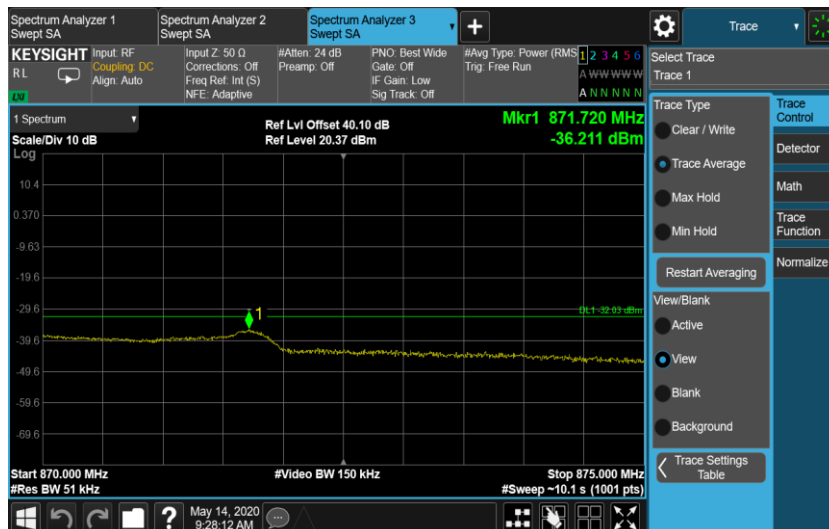 Spectrum Analyzer 1
Swept SA
Spectrum Analyzer 2
Swept SA
Spectrum Analyzer 3
Swept SA
Trace
KEYSIGHT
RL
Input: RF
Coupling: DC
Align: Auto
Input Z: 50 Ω
Corrections: Off
Freq Ref: Int (S)
NFE: Adaptive
#Atten: 24 dB
Preamp: Off
PNO: Best Wide
Gate: Off
IF Gain: Low
Sig Track: Off
#Avg Type: Power (RMS
Trig: Free Run
1 2 3 4 5 6
A W W W W W
A N N N N N
Select Trace
Trace 1
1 Spectrum
Scale/Div 10 dB
Ref Lvl Offset 40.10 dB
Ref Level 20.37 dBm
Mkr1 871.720 MHz
-36.211 dBm
Log
10.4
0.370
-9.63
-19.6
-29.6
-39.6
-49.6
-59.6
-69.6
1
DL1 -32.03 dBm
Start 870.000 MHz
#Res BW 51 kHz
#Video BW 150 kHz
Stop 875.000 MHz
#Sweep ~10.1 s (1001 pts)
Trace Type
Clear / Write
Trace Average
Max Hold
Min Hold
Restart Averaging
View/Blank
Active
View
Blank
Background
Trace Settings
Table
Trace
Control
Detector
Math
Trace
Function
Normalize
?
May 14, 2020
9:28:12 AM